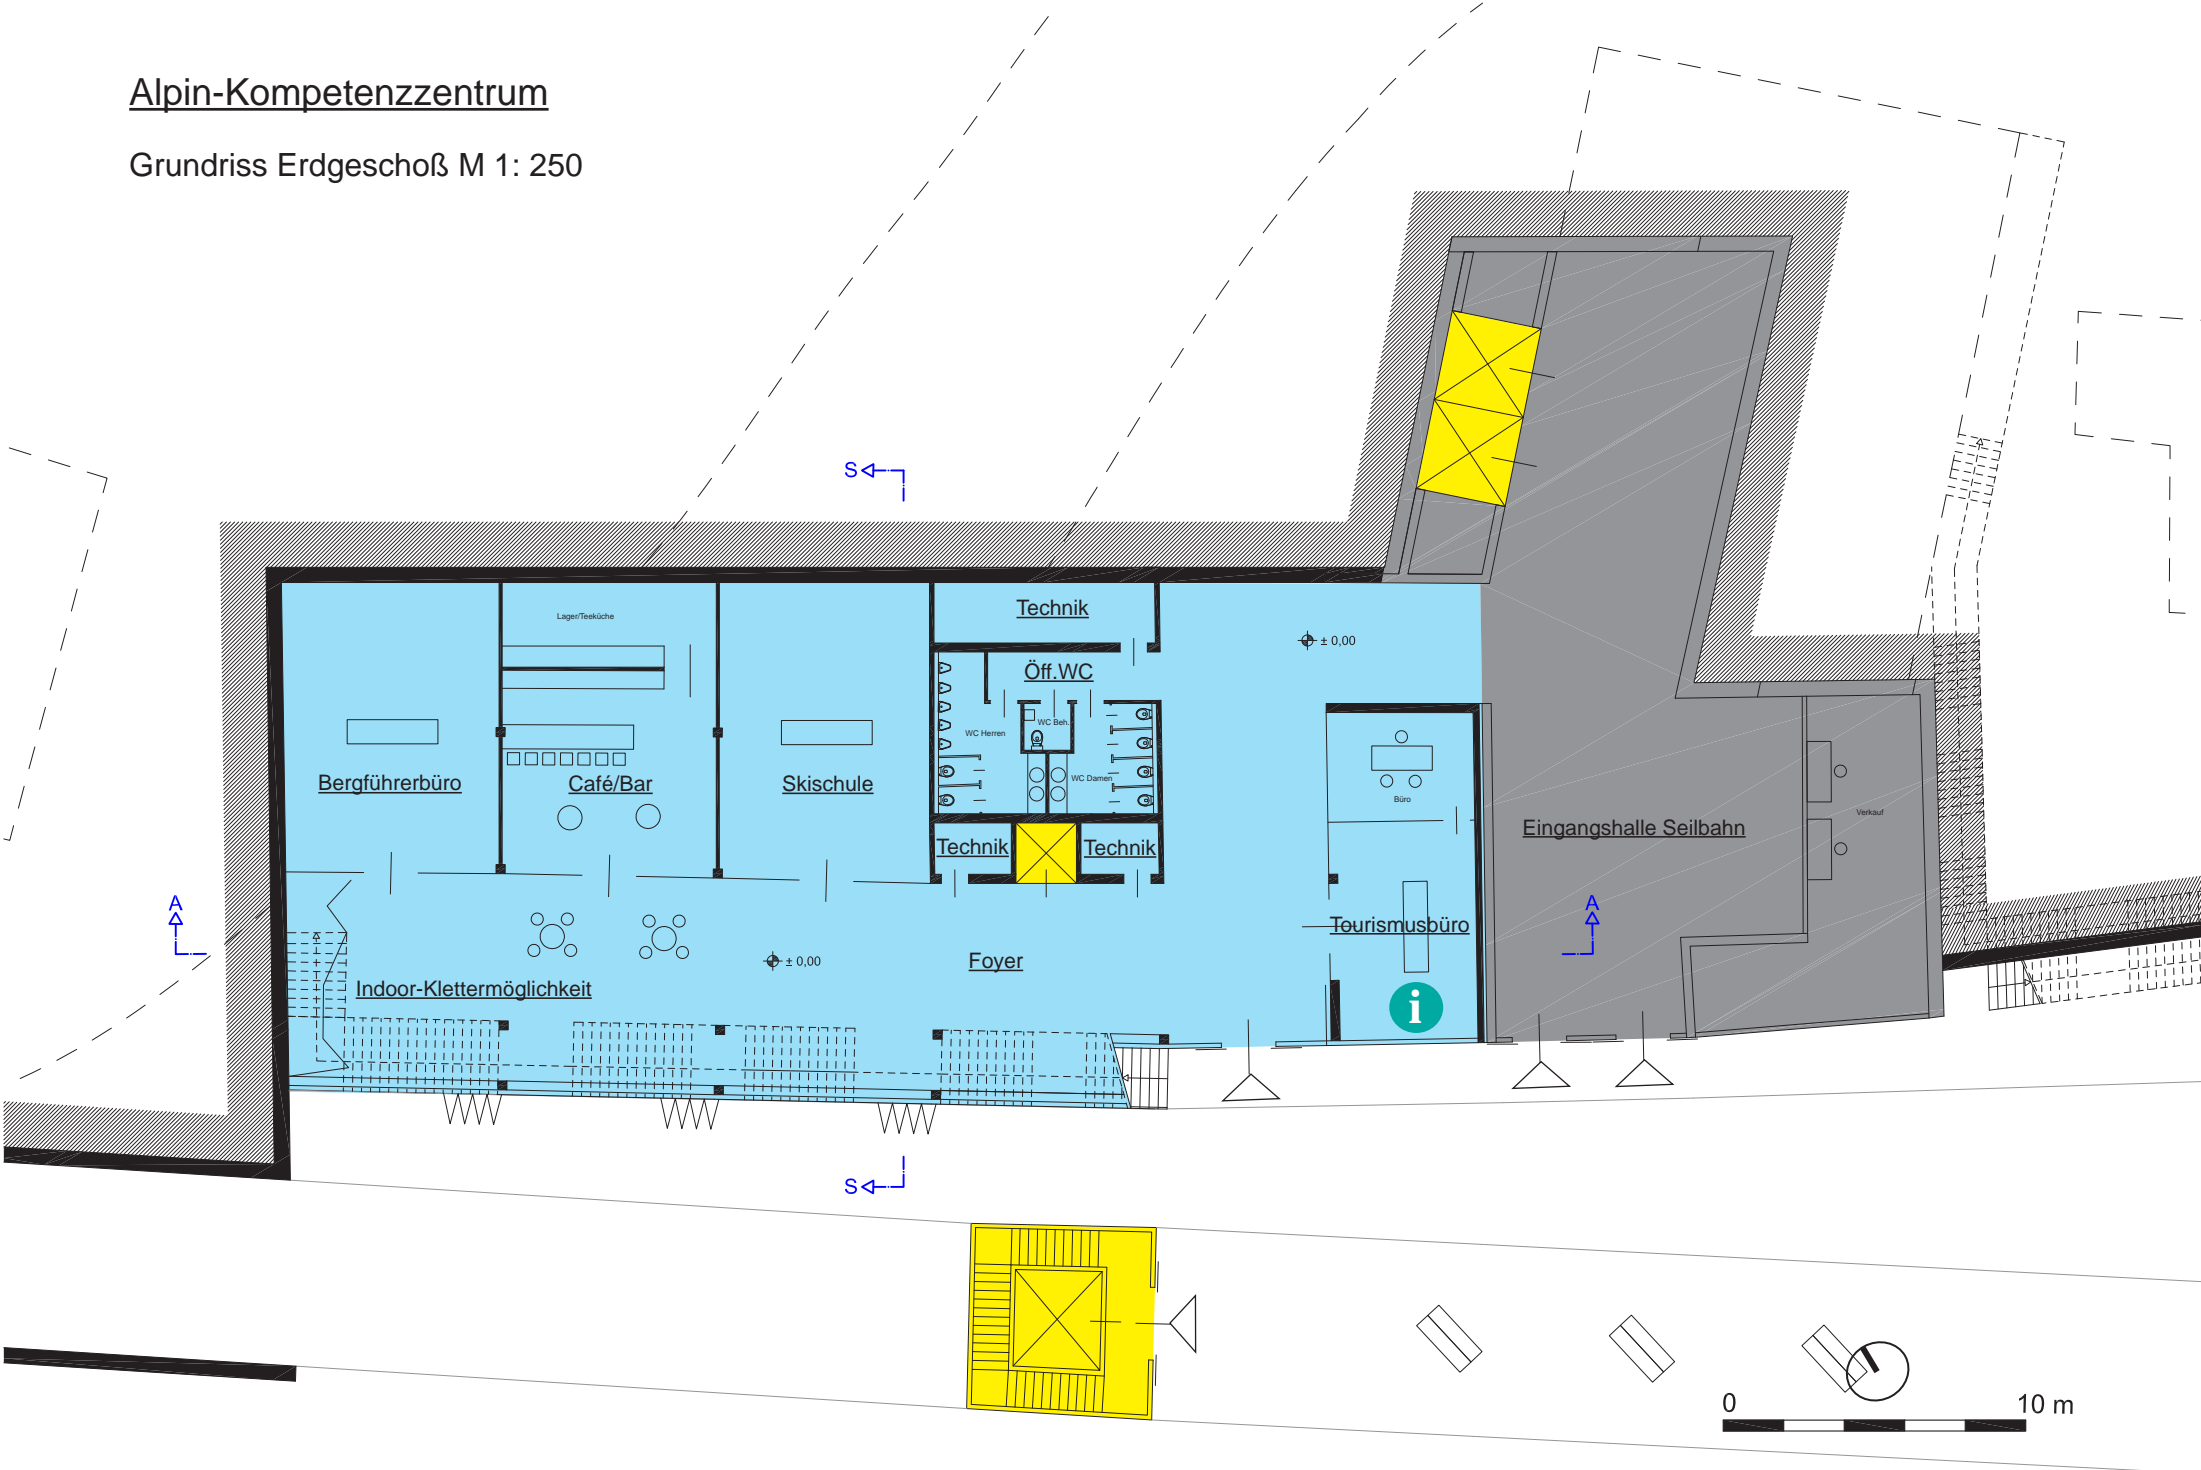 Alpin-Kompetenzzentrum
Grundriss Erdgeschoß M 1: 250
S
Lager/Teeküche
Technik
± 0,00
Öff.WC
WC Beh.
WC Herren
WC Damen
Bergführerbüro
Café/Bar
Skischule
Büro
Eingangshalle Seilbahn
Verkauf
Technik
Technik
A
A
Tourismusbüro
± 0,00
Foyer
Indoor-Klettermöglichkeit
i
S
0
10 m